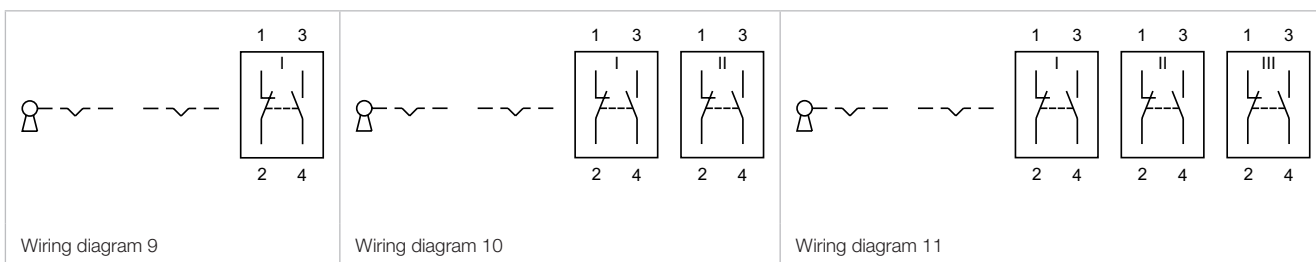 1 3
I
2 4
Wiring diagram 9
1 3 1 3
I II
2 4 2 4
Wiring diagram 10
1 3 1 3 1 3
I II III
2 4 2 4 2 4
Wiring diagram 11